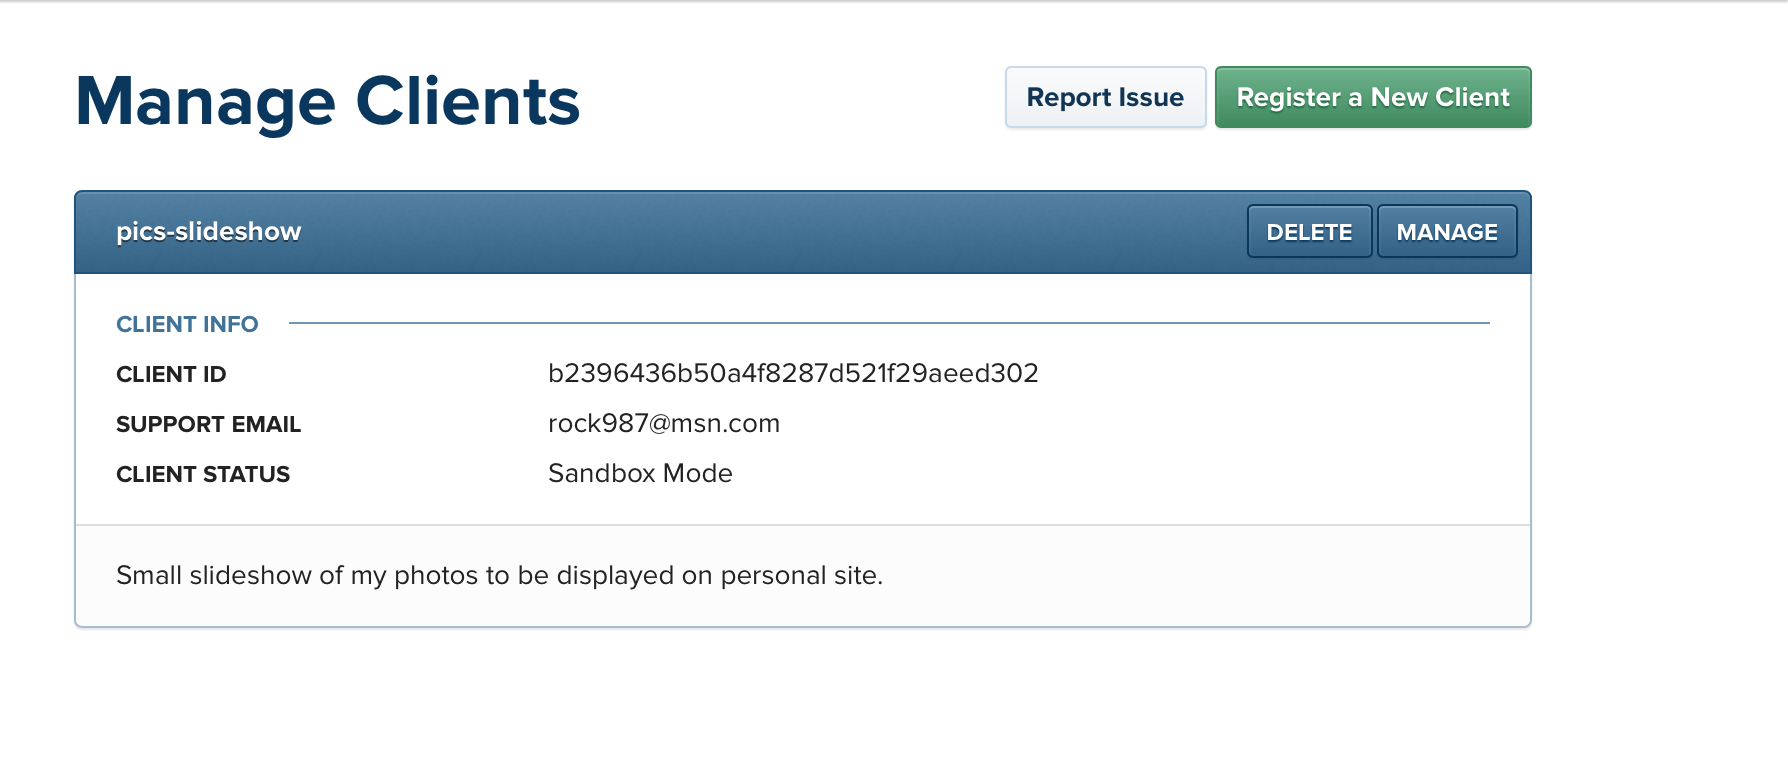 Manage Clients
Report Issue
Register a New Client
pics-slideshow
DELETE
MANAGE
CLIENT INFO
CLIENT ID b2396436b50a4f8287d521f29aeed302
SUPPORT EMAIL rock987@msn.com
CLIENT STATUS Sandbox Mode
Small slideshow of my photos to be displayed on personal site.